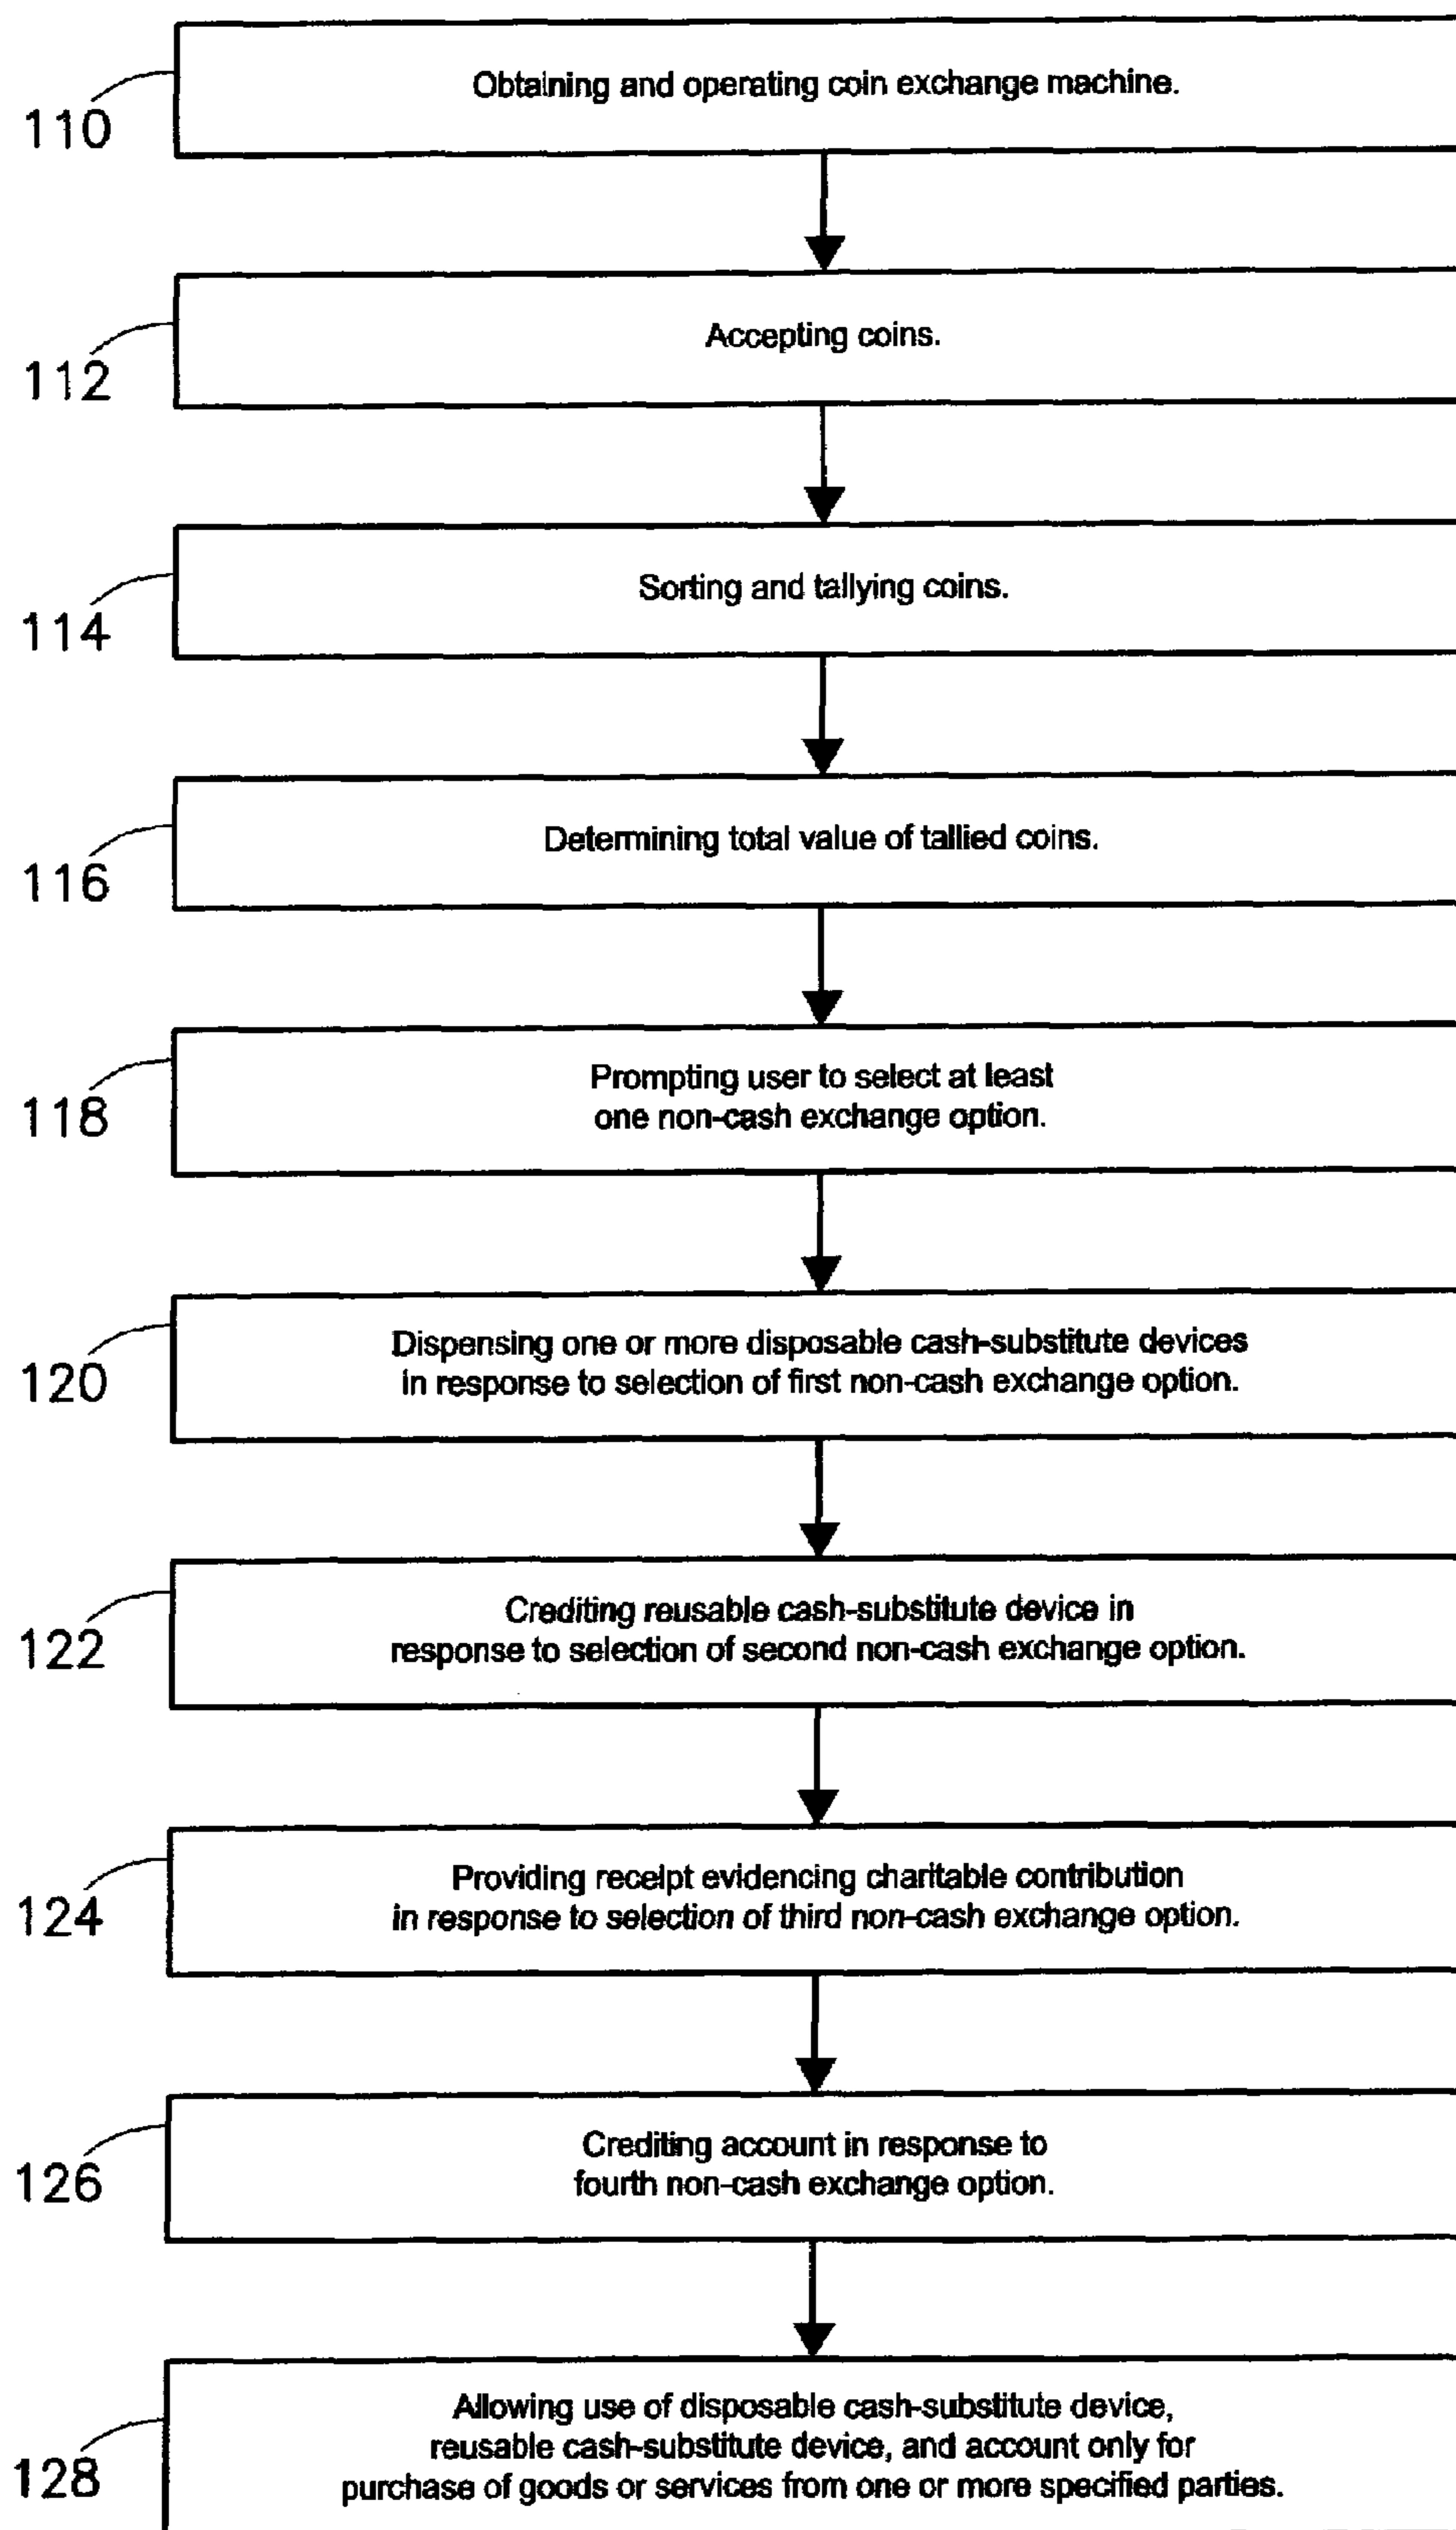 Obtaining and operating coin exchange machine.
110
Accepting coins.
112
Sorting and tallying coins.
114
Determining total value of tallied coins.
116
Prompting user to select at least
one non-cash exchange option.
118
Dispensing one or more disposable cash-substitute devices
in response to selection of first non-cash exchange option.
120
Crediting reusable cash-substitute device in
response to selection of second non-cash exchange option.
122
Providing receipt evidencing charitable contribution
in response to selection of third non-cash exchange option.
124
Crediting account in response to
fourth non-cash exchange option.
126
Allowing use of disposable cash-substitute device,
reusable cash-substitute device, and account only for
purchase of goods or services from one or more specified parties.
128